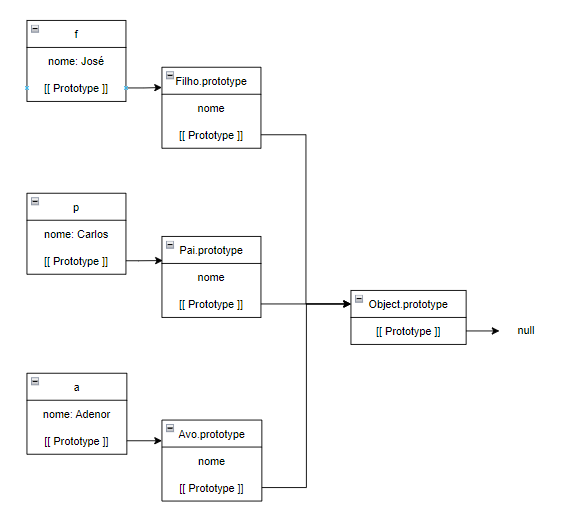 f
nome: José
[[ Prototype ]]
Filho.prototype
nome
[[ Prototype ]]
p
nome: Carlos
[[ Prototype ]]
Pai.prototype
nome
[[ Prototype ]]
Object.prototype
[[ Prototype ]]
null
a
nome: Adenor
[[ Prototype ]]
Avo.prototype
nome
[[ Prototype ]]